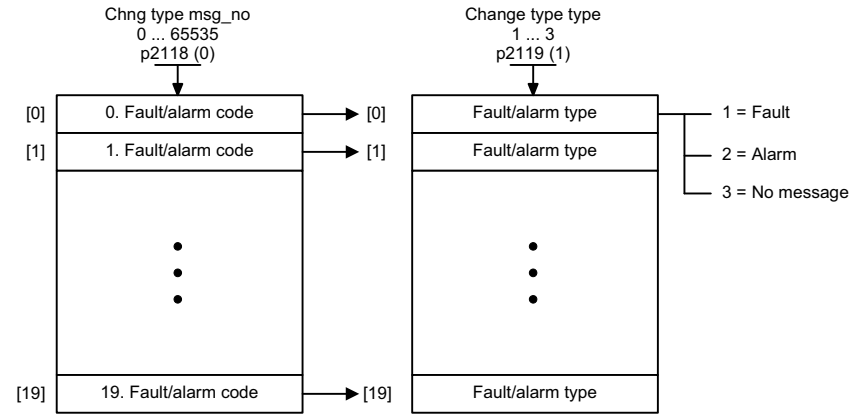 Chng type msg_no
0 ... 65535
p2118 (0)
Change type type
1 ... 3
p2119 (1)
[0] 0. Fault/alarm code [0] Fault/alarm type 1 = Fault
[1] 1. Fault/alarm code [1] Fault/alarm type 2 = Alarm
3 = No message
[19] 19. Fault/alarm code [19] Fault/alarm type